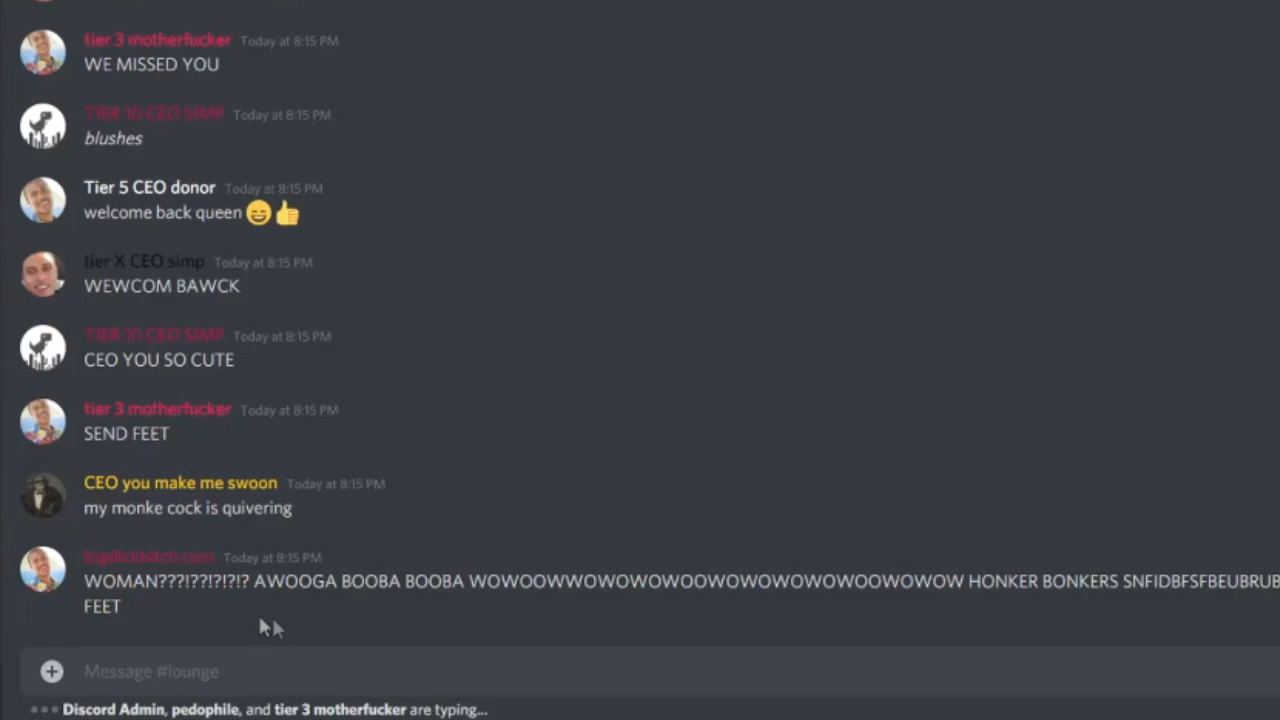 tier 3 motherfucker Today at 8:15 PM
WE MISSED YOU
TIER 10 CEO SIMP Today at 8:15 PM
blushes
Tier 5 CEO donor Today at 8:15 PM
welcome back queen 😄👍
tier X CEO simp Today at 8:15 PM
WEWCOM BAWCK
TIER 10 CEO SIMP Today at 8:15 PM
CEO YOU SO CUTE
tier 3 motherfucker Today at 8:15 PM
SEND FEET
CEO you make me swoon Today at 8:15 PM
my monke cock is quivering
bigdickbitch.com Today at 8:15 PM
WOMAN???!??!?!?!? AWOOGA BOOBA BOOBA WOWOOWWOWOWOWOOWOWOWOWOWOOWOWOW HONKER BONKERS SNFIDBFSFBEUBRUB
FEET
Message #lounge
Discord Admin, pedophile, and tier 3 motherfucker are typing...